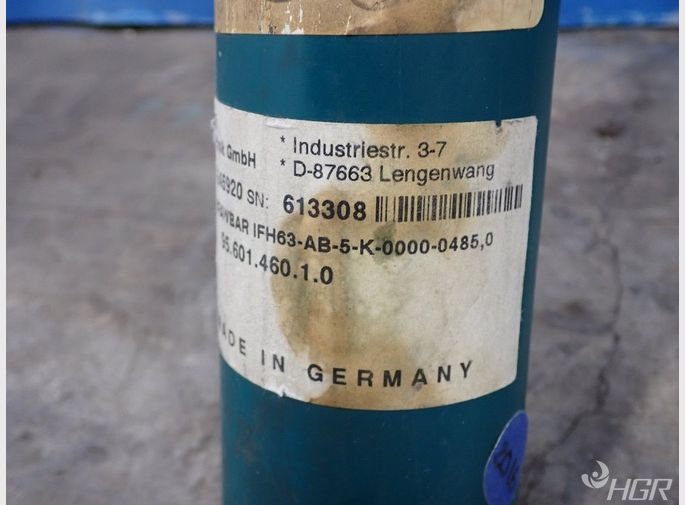 GmbH
* Industriestr. 3-7
* D-87663 Lengenwang
SN: 613308
IFH63-AB-5-K-0000-0485,0
95.601.460.1.0
MADE IN GERMANY
HGR